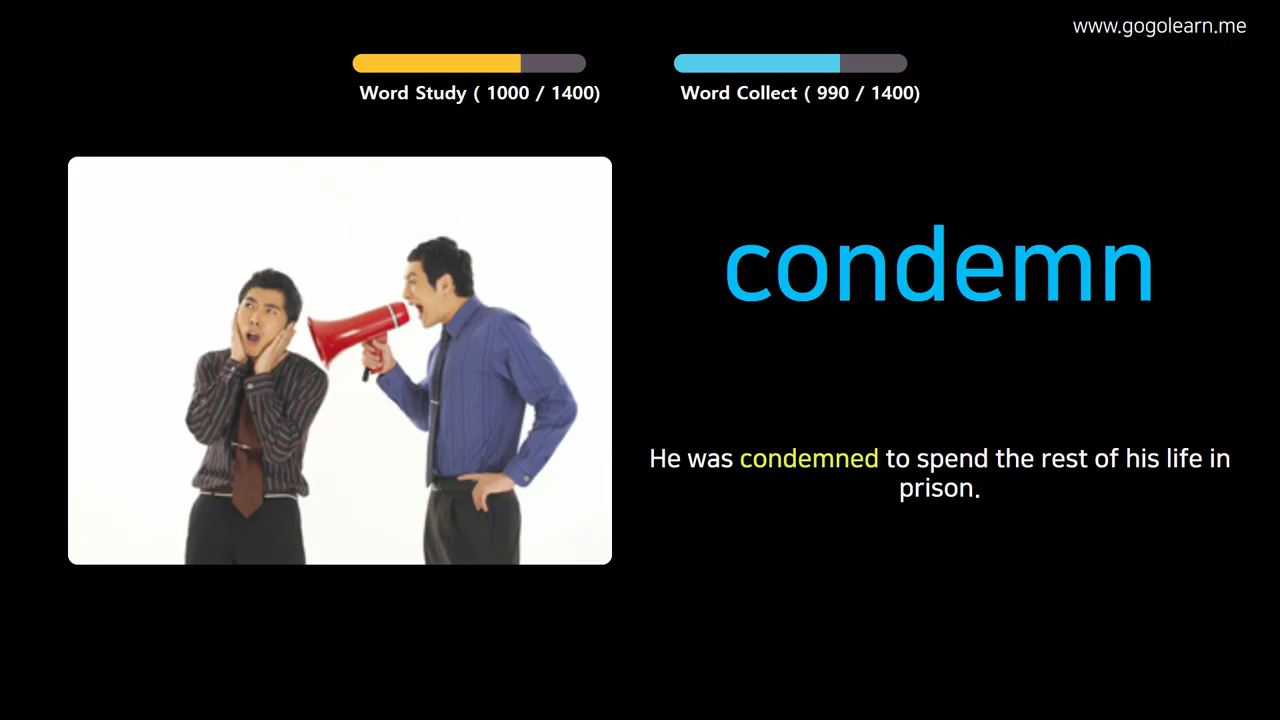 www.gogolearn.me
Word Study ( 1000 / 1400)
Word Collect ( 990 / 1400)
condemn
He was condemned to spend the rest of his life in
prison.